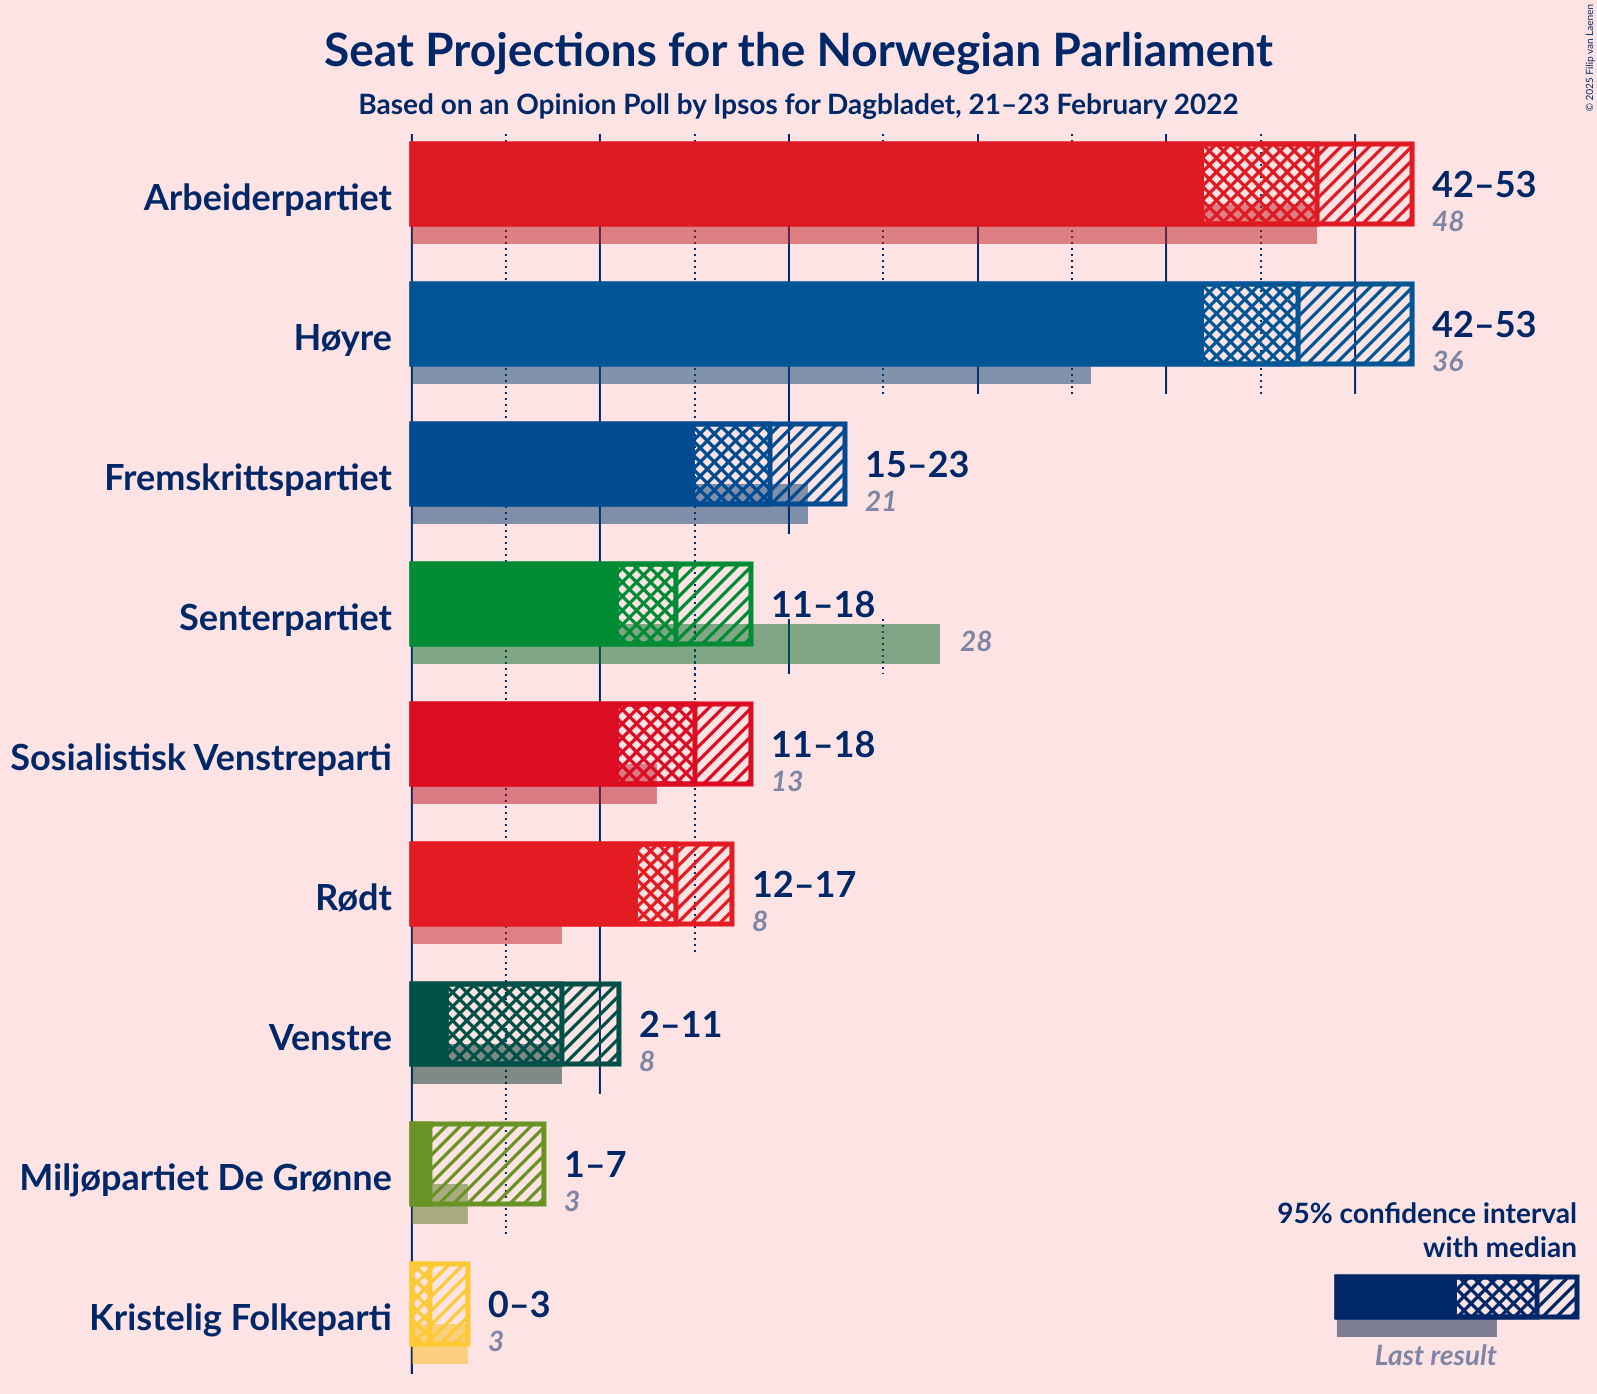 Seat Projections for the Norwegian Parliament
Based on an Opinion Poll by Ipsos for Dagbladet, 21–23 February 2022
© 2025 Filip van Laenen
Arbeiderpartiet
42–53
48
Høyre
42–53
36
Fremskrittspartiet
15–23
21
Senterpartiet
11–18
28
Sosialistisk Venstreparti
11–18
13
Rødt
12–17
8
Venstre
2–11
8
Miljøpartiet De Grønne
1–7
3
Kristelig Folkeparti
0–3
3
95% confidence interval
with median
Last result